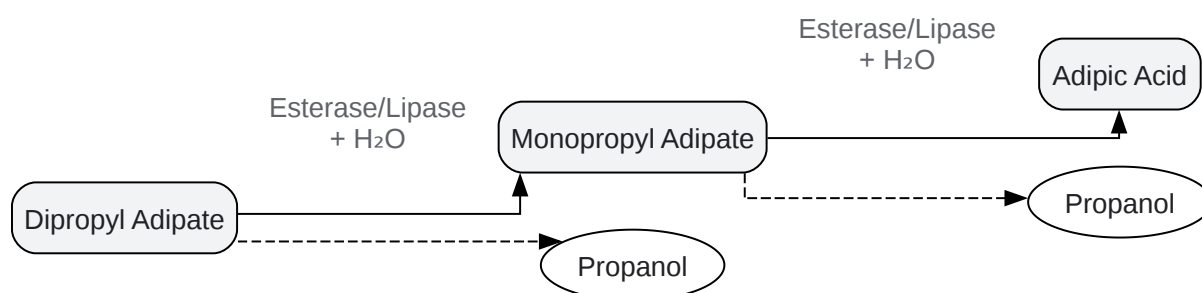 Esterase/Lipase
+ H₂O
Adipic Acid
Esterase/Lipase
+ H₂O
Monopropyl Adipate
Propanol
Dipropyl Adipate
Propanol